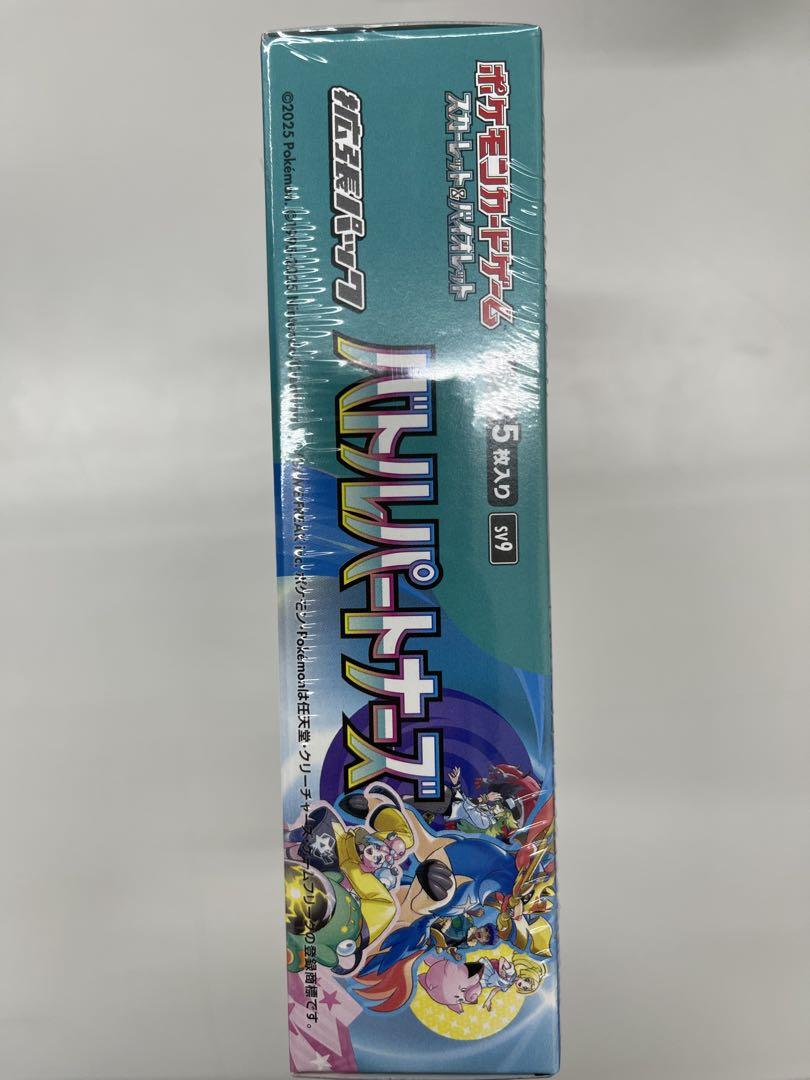 ポケモンカードゲーム
スカーレット&バイオレット
5枚入り
sv9
拡張パック
バトルパートナーズ
©2025 Pokémon.
ポケモン・Pokémonは任天堂・クリーチャーズ・ゲームフリークの登録商標です。